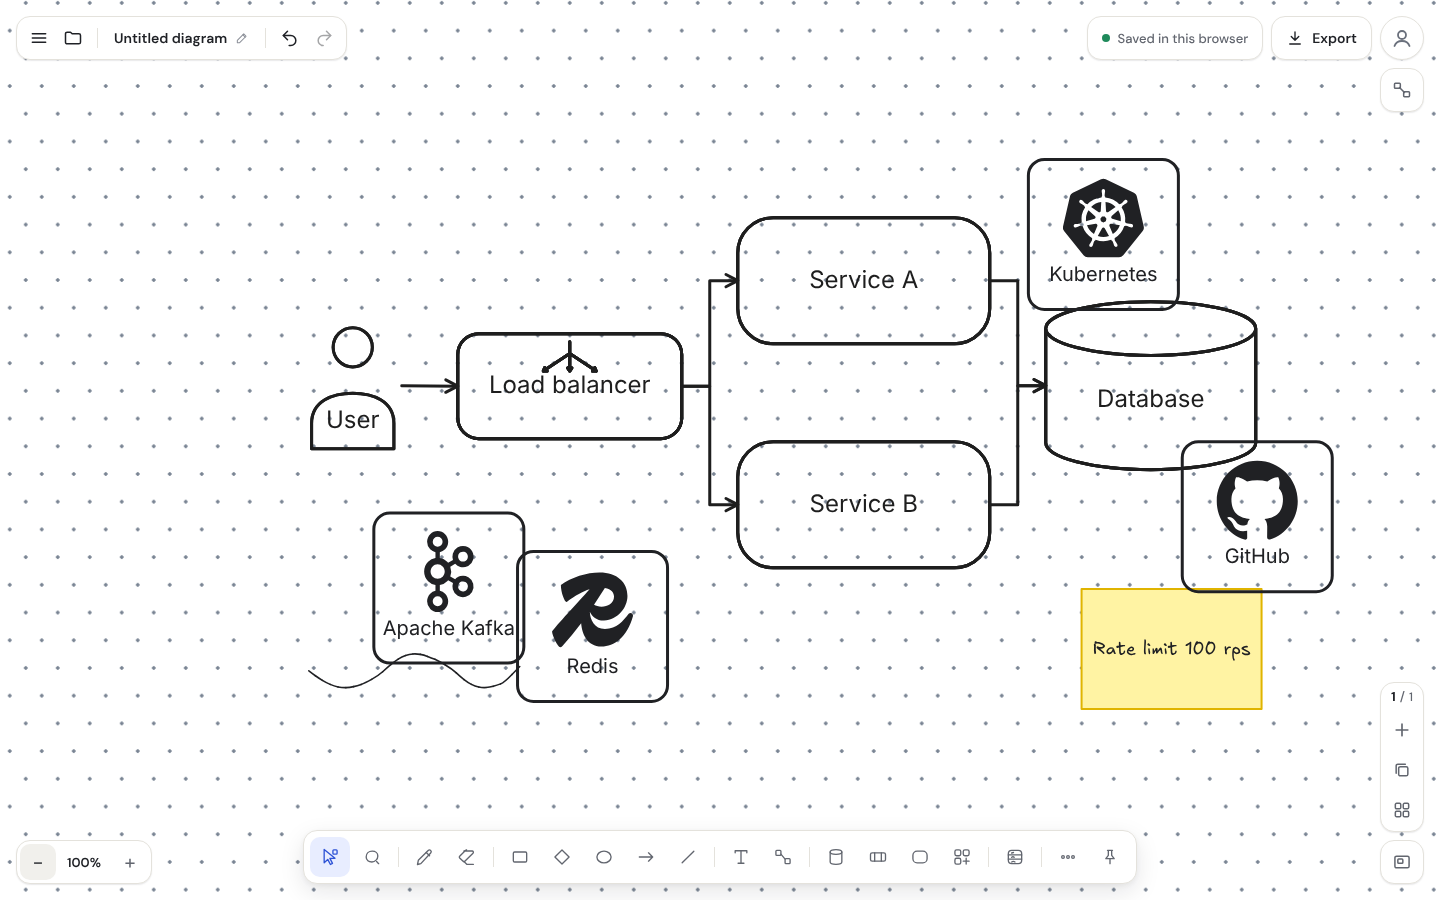 Untitled diagram
Saved in this browser
Export
Kubernetes
Service A
Load balancer
User
Database
Service B
GitHub
Apache Kafka
Redis
Rate limit 100 rps
1 / 1
100%